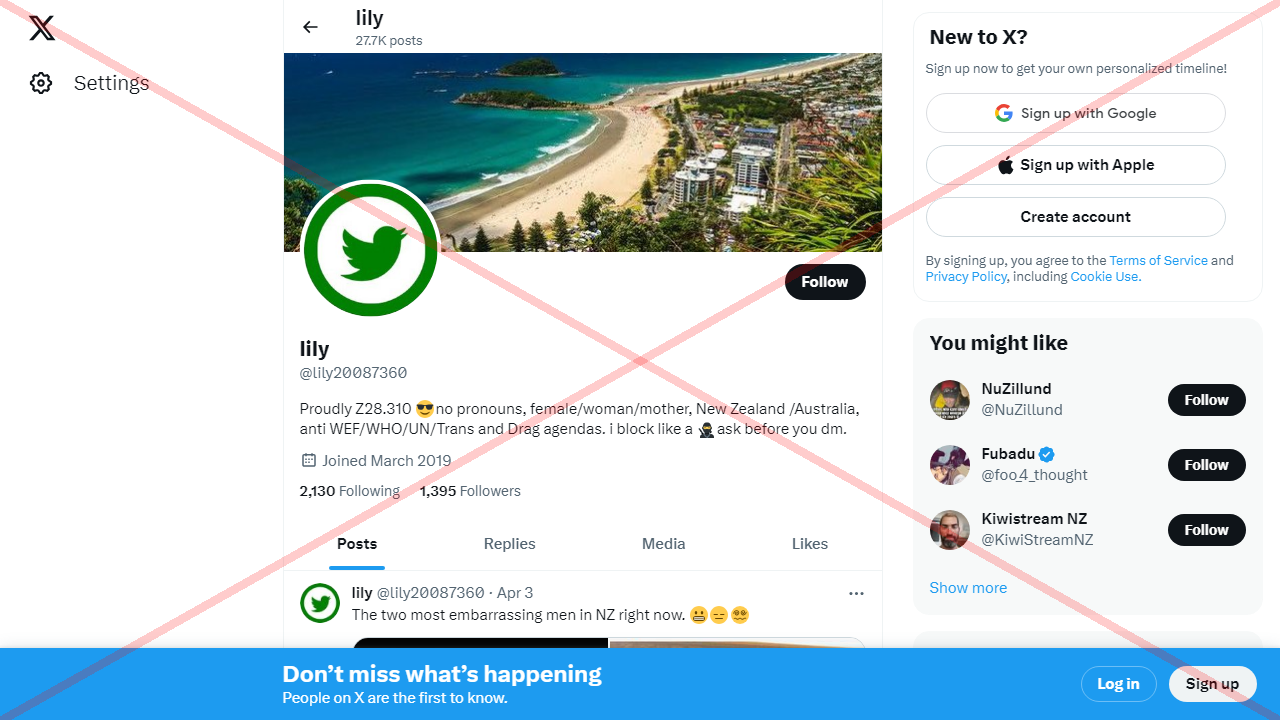 Settings
lily
27.7K posts
Follow
lily
@lily20087360
Proudly Z28.310 😎no pronouns, female/woman/mother, New Zealand /Australia,
anti WEF/WHO/UN/Trans and Drag agendas. i block like a 🥷 ask before you dm.
Joined March 2019
2,130 Following 1,395 Followers
Posts Replies Media Likes
lily @lily20087360 · Apr 3
The two most embarrassing men in NZ right now. 😬😑😵‍💫
New to X?
Sign up now to get your own personalized timeline!
Sign up with Google
Sign up with Apple
Create account
By signing up, you agree to the Terms of Service and
Privacy Policy, including Cookie Use.
You might like
NuZillund
@NuZillund
Follow
Fubadu
@foo_4_thought
Follow
Kiwistream NZ
@KiwiStreamNZ
Follow
Show more
Don’t miss what’s happening
People on X are the first to know.
Log in
Sign up